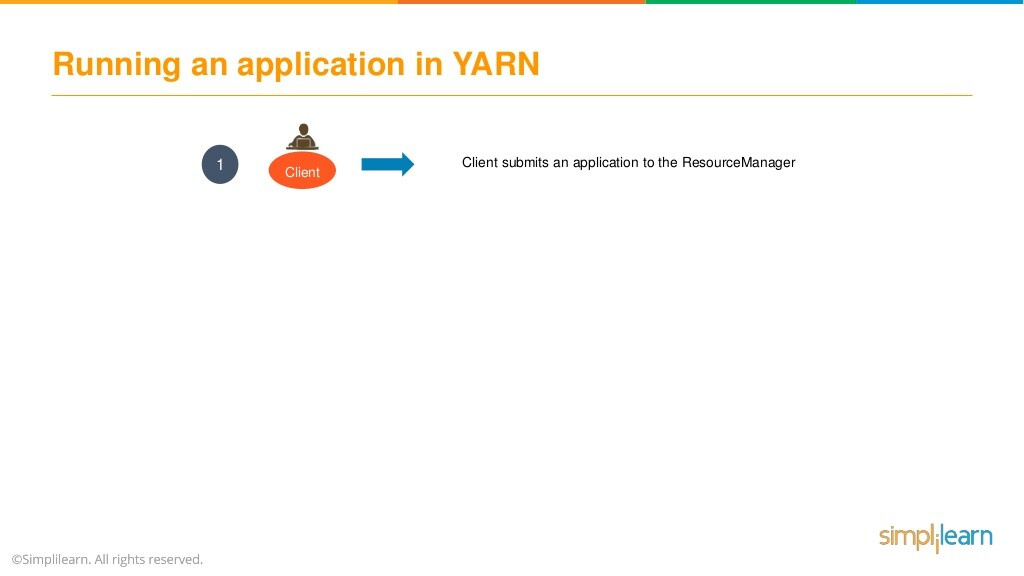 Running an application in YARN
1
Client
Client submits an application to the ResourceManager
simplilearn
©Simplilearn. All rights reserved.